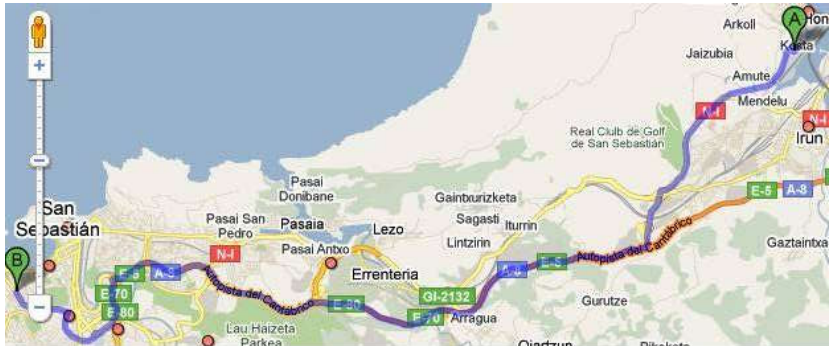 A
Hon
Arkoll
Kosta
Jaizubia
Amute
Mendelu
N-I
N-I
Irun
Real Club de Golf
de San Sebastián
E-5
A-8
Gaztaintxa
Pasai
Donibane
Gaintxurizketa
Sagasti
Iturrin
Lintzirin
San
Sebastián
Pasai San
Pedro
Pasaia
Lezo
N-I
Pasai Antxo
Errenteria
Autopista del Cantábrico
A-8
E-5
B
E-5
A-8
E-70
E-80
Autopista del Cantábrico
E-80
GI-2132
E-70
Arragua
Gurutze
Lau Haizeta
Parkea
Oiartzun